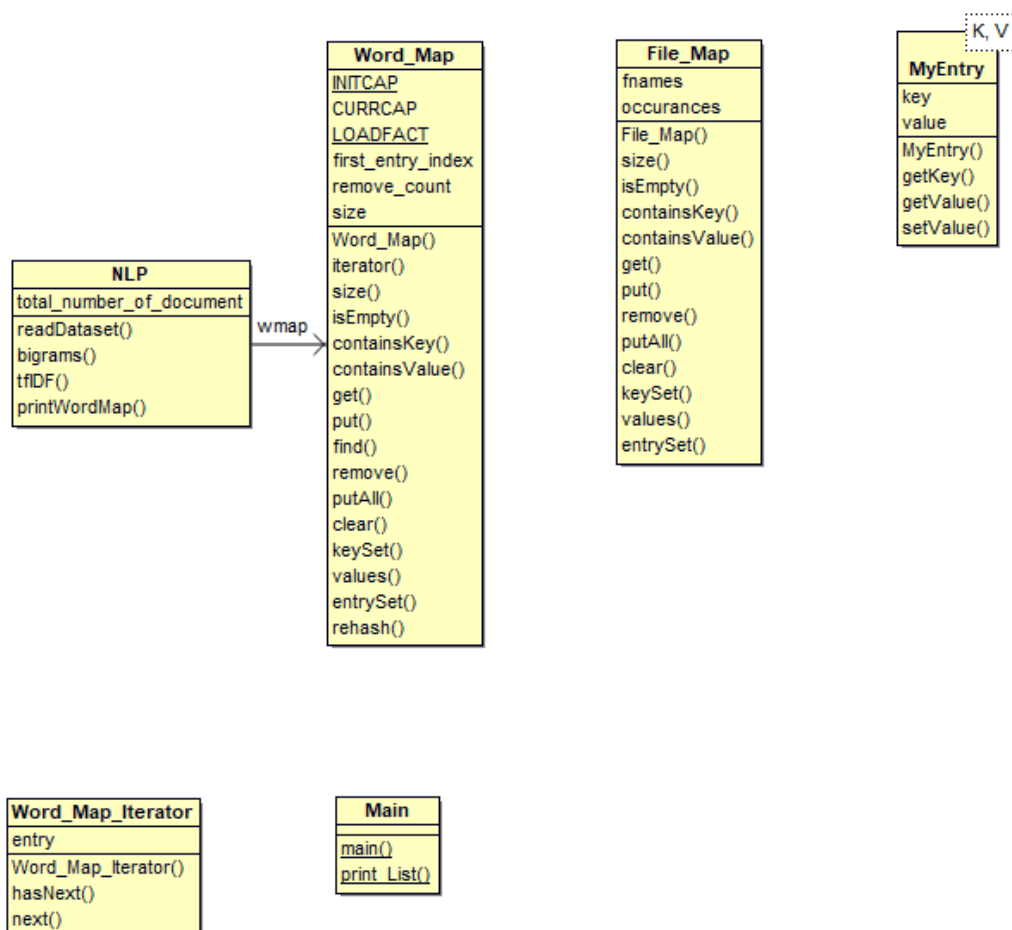 NLP
total_number_of_document
readDataset()
bigrams()
tfIDF()
printWordMap()
wmap
Word_Map
INITCAP
CURRCAP
LOADFACT
first_entry_index
remove_count
size
Word_Map()
iterator()
size()
isEmpty()
containsKey()
containsValue()
get()
put()
find()
remove()
putAll()
clear()
keySet()
values()
entrySet()
rehash()
File_Map
fnames
occurances
File_Map()
size()
isEmpty()
containsKey()
containsValue()
get()
put()
remove()
putAll()
clear()
keySet()
values()
entrySet()
K, V
MyEntry
key
value
MyEntry()
getKey()
getValue()
setValue()
Word_Map_Iterator
entry
Word_Map_Iterator()
hasNext()
next()
Main
main()
print_List()